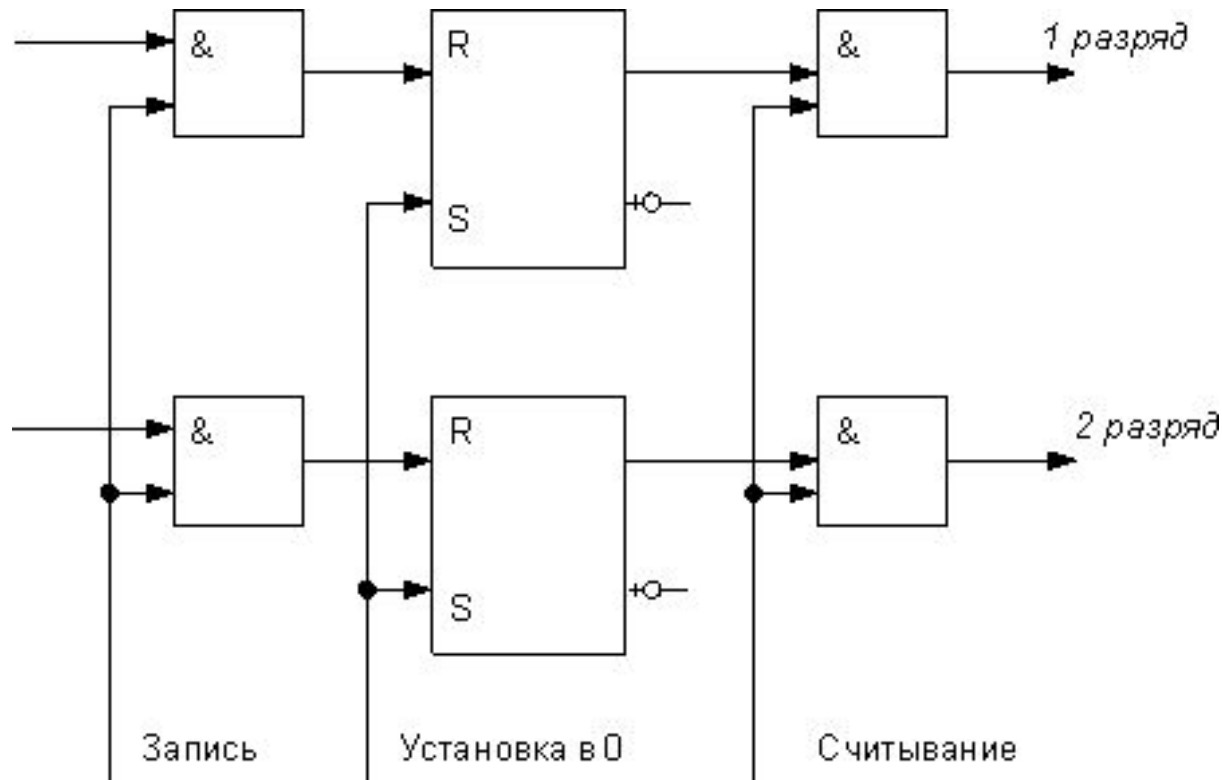 & R & 1 разряд
S
& R & 2 разряд
S
Запись Установка в 0 Считывание